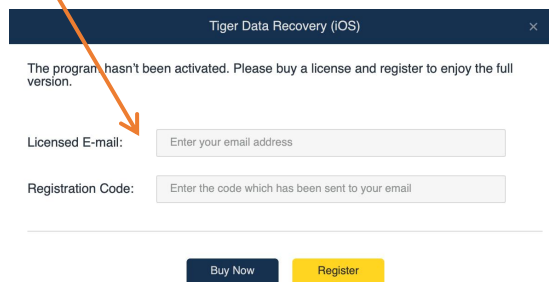 Tiger Data Recovery (iOS)
The program hasn't been activated. Please buy a license and register to enjoy the full
version.
Licensed E-mail: Enter your email address
Registration Code: Enter the code which has been sent to your email
Buy Now Register